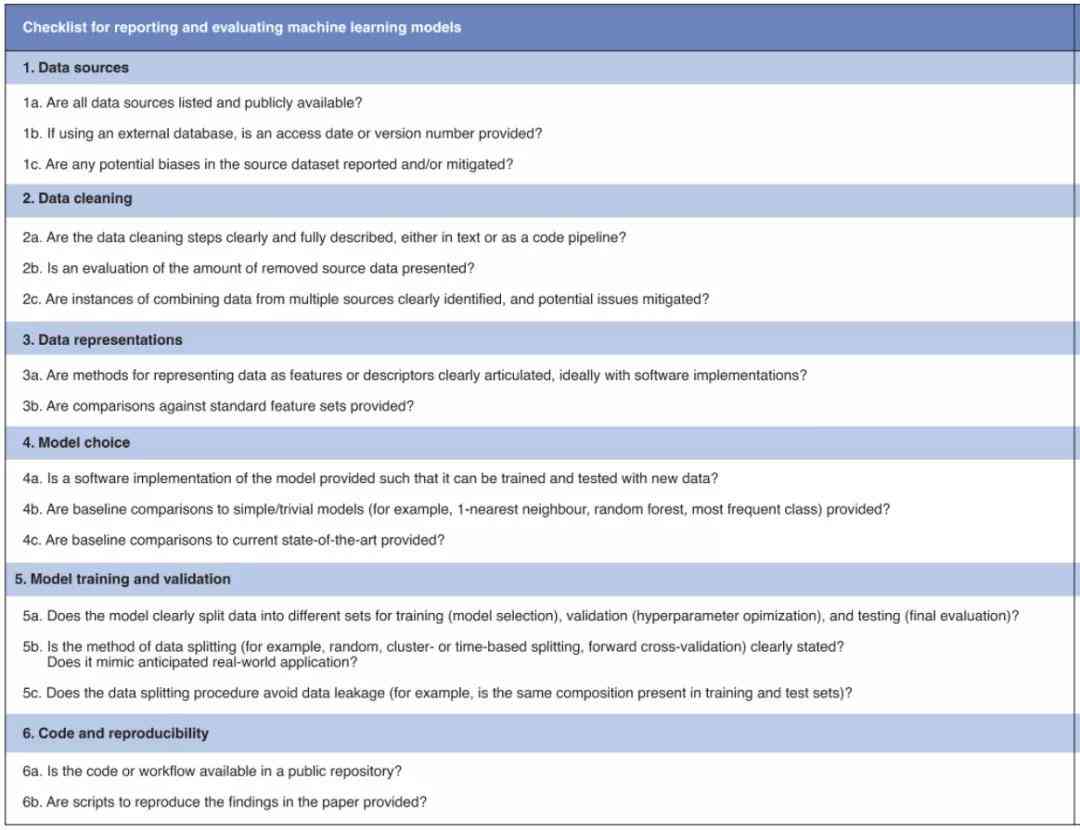 Checklist for reporting and evaluating machine learning models
1. Data sources
1a. Are all data sources listed and publicly available?
1b. If using an external database, is an access date or version number provided?
1c. Are any potential biases in the source dataset reported and/or mitigated?
2. Data cleaning
2a. Are the data cleaning steps clearly and fully described, either in text or as a code pipeline?
2b. Is an evaluation of the amount of removed source data presented?
2c. Are instances of combining data from multiple sources clearly identified, and potential issues mitigated?
3. Data representations
3a. Are methods for representing data as features or descriptors clearly articulated, ideally with software implementations?
3b. Are comparisons against standard feature sets provided?
4. Model choice
4a. Is a software implementation of the model provided such that it can be trained and tested with new data?
4b. Are baseline comparisons to simple/trivial models (for example, 1-nearest neighbour, random forest, most frequent class) provided?
4c. Are baseline comparisons to current state-of-the-art provided?
5. Model training and validation
5a. Does the model clearly split data into different sets for training (model selection), validation (hyperparameter opimization), and testing (final evaluation)?
5b. Is the method of data splitting (for example, random, cluster- or time-based splitting, forward cross-validation) clearly stated?
Does it mimic anticipated real-world application?
5c. Does the data splitting procedure avoid data leakage (for example, is the same composition present in training and test sets)?
6. Code and reproducibility
6a. Is the code or workflow available in a public repository?
6b. Are scripts to reproduce the findings in the paper provided?